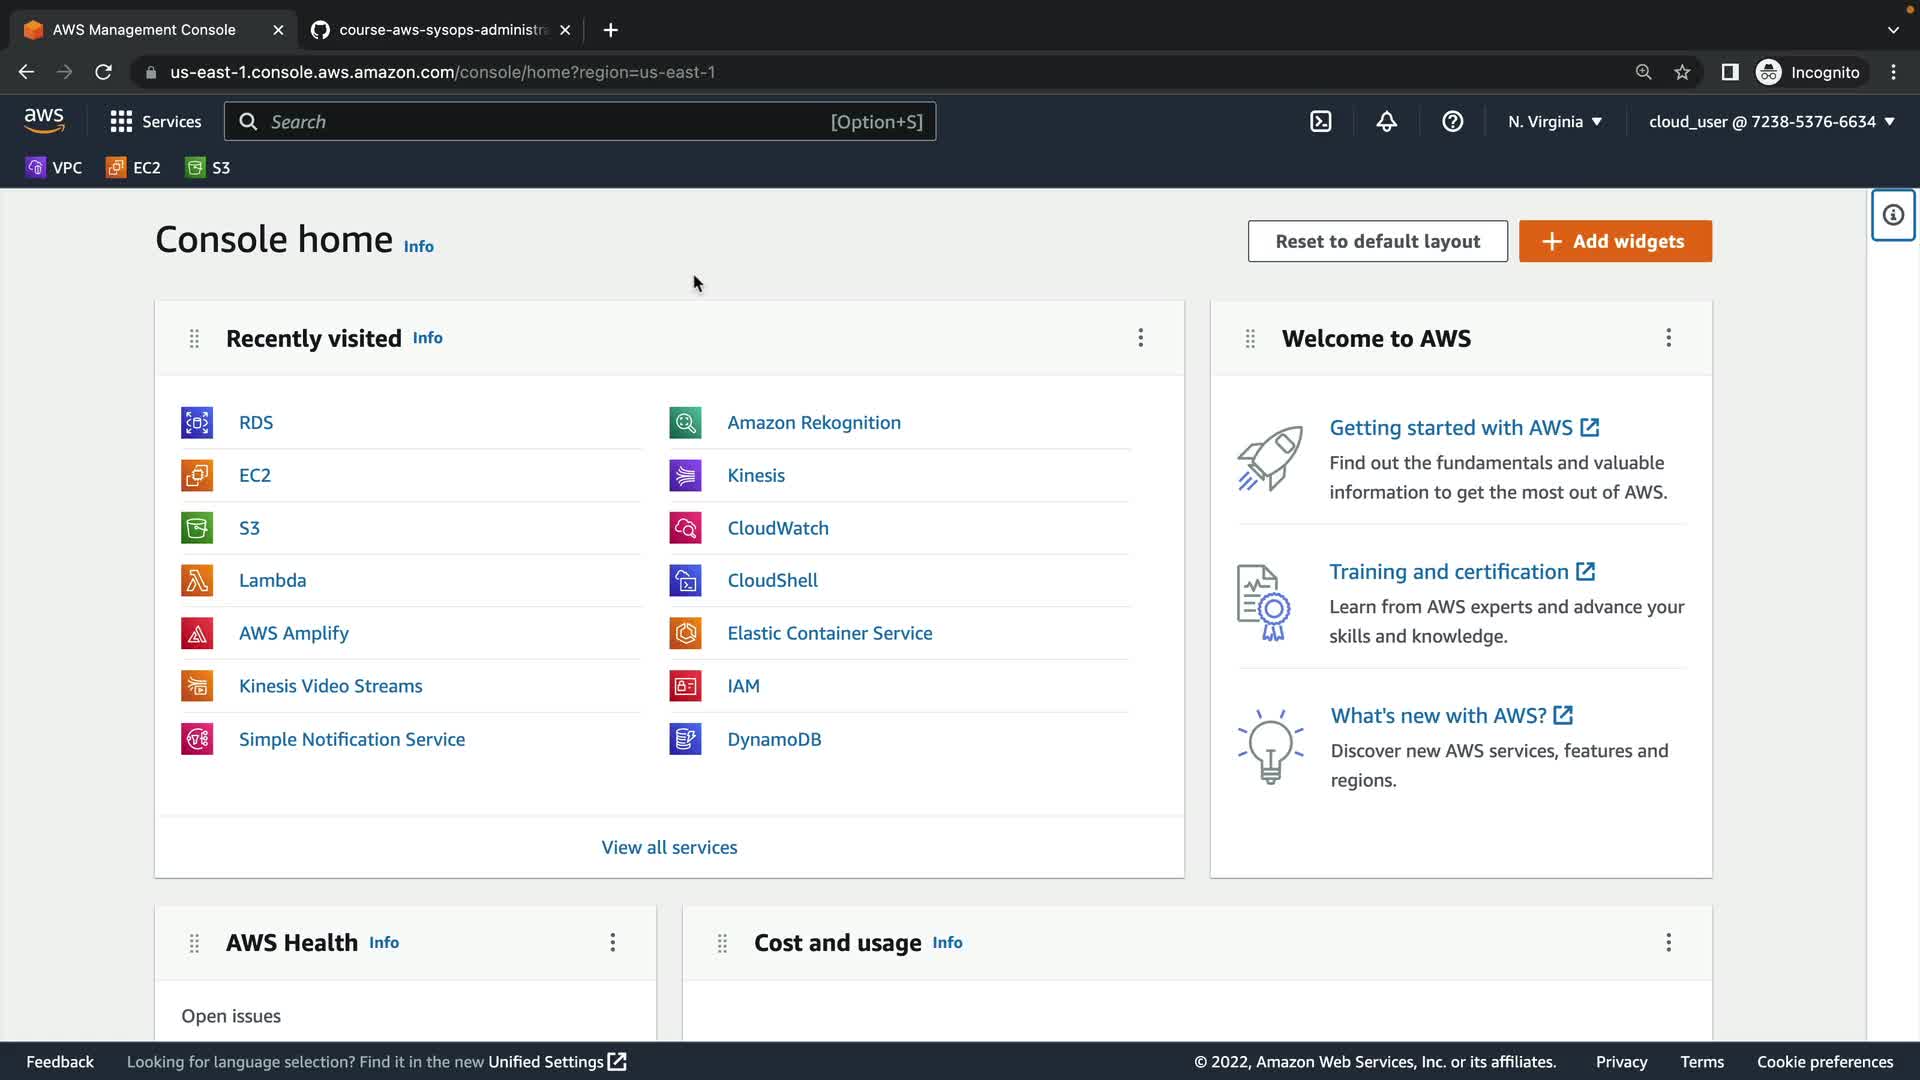 AWS Management Console
course-aws-sysops-administra
us-east-1.console.aws.amazon.com/console/home?region=us-east-1
Incognito
aws
Services
Search
[Option+S]
N. Virginia
cloud_user @ 7238-5376-6634
VPC
EC2
S3
Console home Info
Reset to default layout
Add widgets
Recently visited Info
RDS
EC2
S3
Lambda
AWS Amplify
Kinesis Video Streams
Simple Notification Service
Amazon Rekognition
Kinesis
CloudWatch
CloudShell
Elastic Container Service
IAM
DynamoDB
View all services
Welcome to AWS
Getting started with AWS
Find out the fundamentals and valuable
information to get the most out of AWS.
Training and certification
Learn from AWS experts and advance your
skills and knowledge.
What's new with AWS?
Discover new AWS services, features and
regions.
AWS Health Info
Open issues
Cost and usage Info
Feedback
Looking for language selection? Find it in the new Unified Settings
© 2022, Amazon Web Services, Inc. or its affiliates.
Privacy
Terms
Cookie preferences